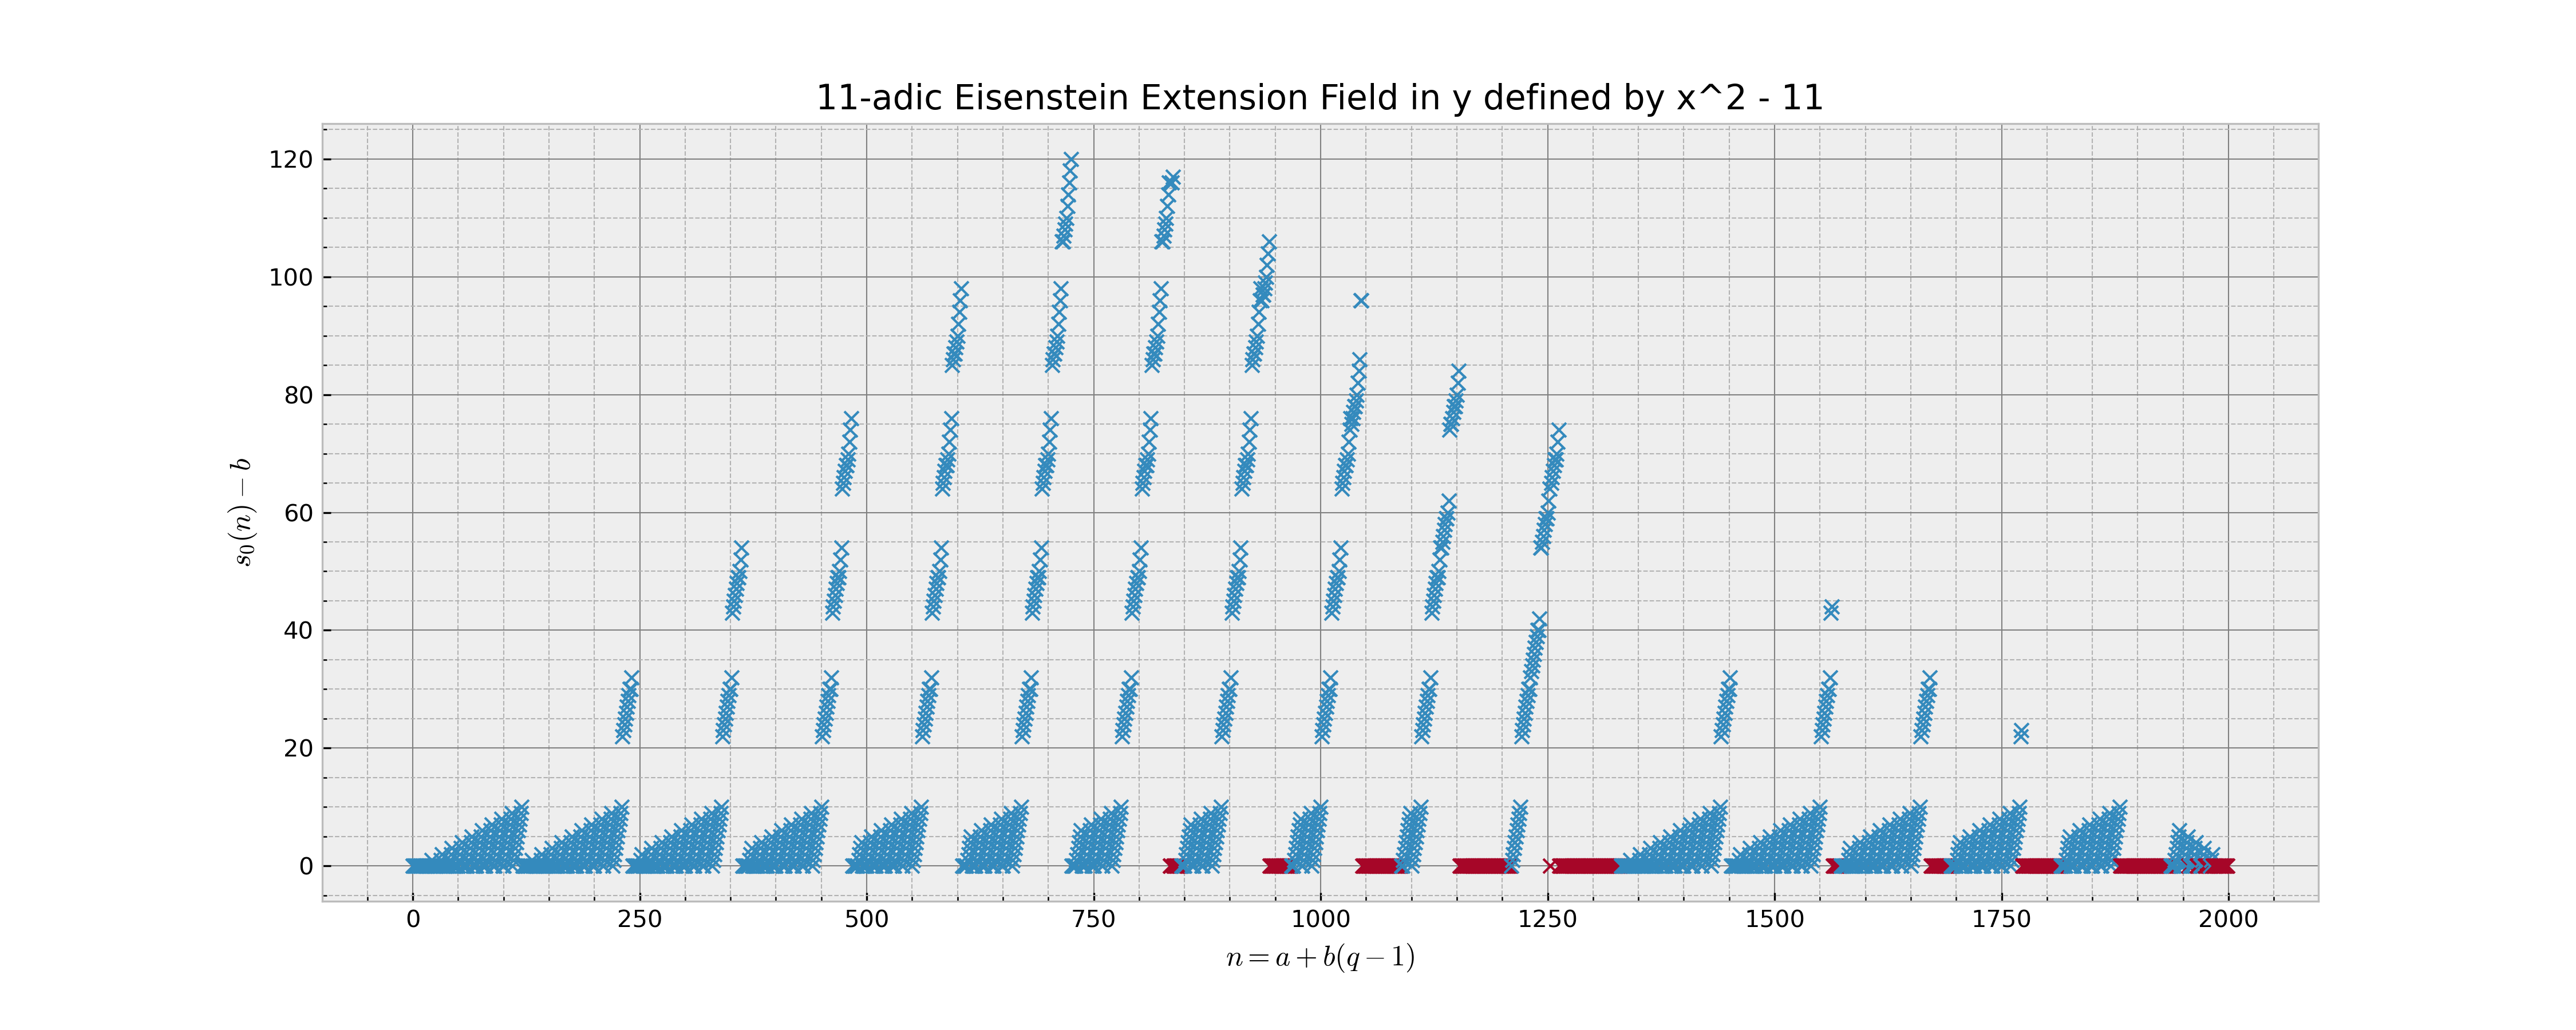 11-adic Eisenstein Extension Field in y defined by x^2 - 11
120
100
80
60
40
20
0
s₀(n) − b
0 250 500 750 1000 1250 1500 1750 2000
n = a + b(q − 1)